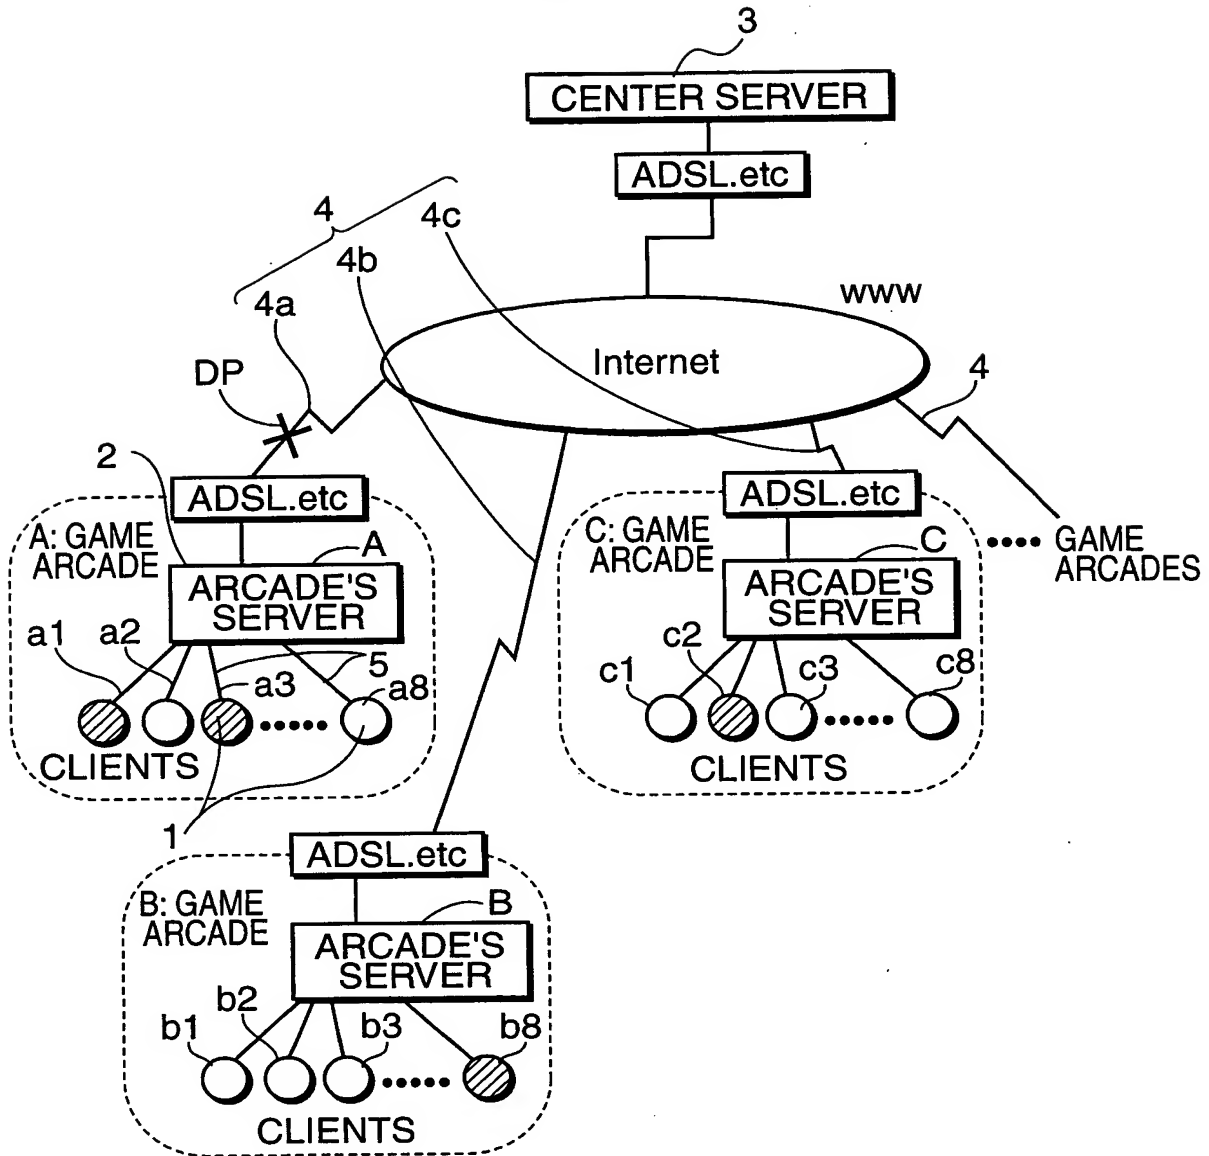 3
CENTER SERVER
ADSL.etc
4
4c
4b
4a
www
Internet
DP
4
2
ADSL.etc
ADSL.etc
A: GAME
ARCADE
A
C: GAME
ARCADE
C
GAME
ARCADES
ARCADE'S
SERVER
ARCADE'S
SERVER
a1
a2
5
a3
a8
c1
c2
c3
c8
CLIENTS
CLIENTS
1
ADSL.etc
B: GAME
ARCADE
B
ARCADE'S
SERVER
b1
b2
b3
b8
CLIENTS